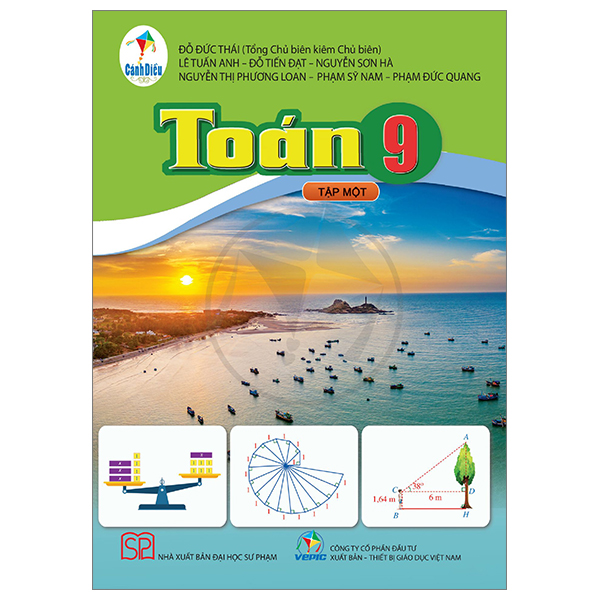 Cánh Diều
ĐỖ ĐỨC THÁI (Tổng Chủ biên kiêm Chủ biên)
LÊ TUẤN ANH – ĐỖ TIẾN ĐẠT – NGUYỄN SƠN HÀ
NGUYỄN THỊ PHƯƠNG LOAN – PHẠM SỸ NAM – PHẠM ĐỨC QUANG
Toán 9
TẬP MỘT
A
C
38°
D
1,64 m
6 m
B
H
NHÀ XUẤT BẢN ĐẠI HỌC SƯ PHẠM
VEPIC
CÔNG TY CỔ PHẦN ĐẦU TƯ
XUẤT BẢN – THIẾT BỊ GIÁO DỤC VIỆT NAM